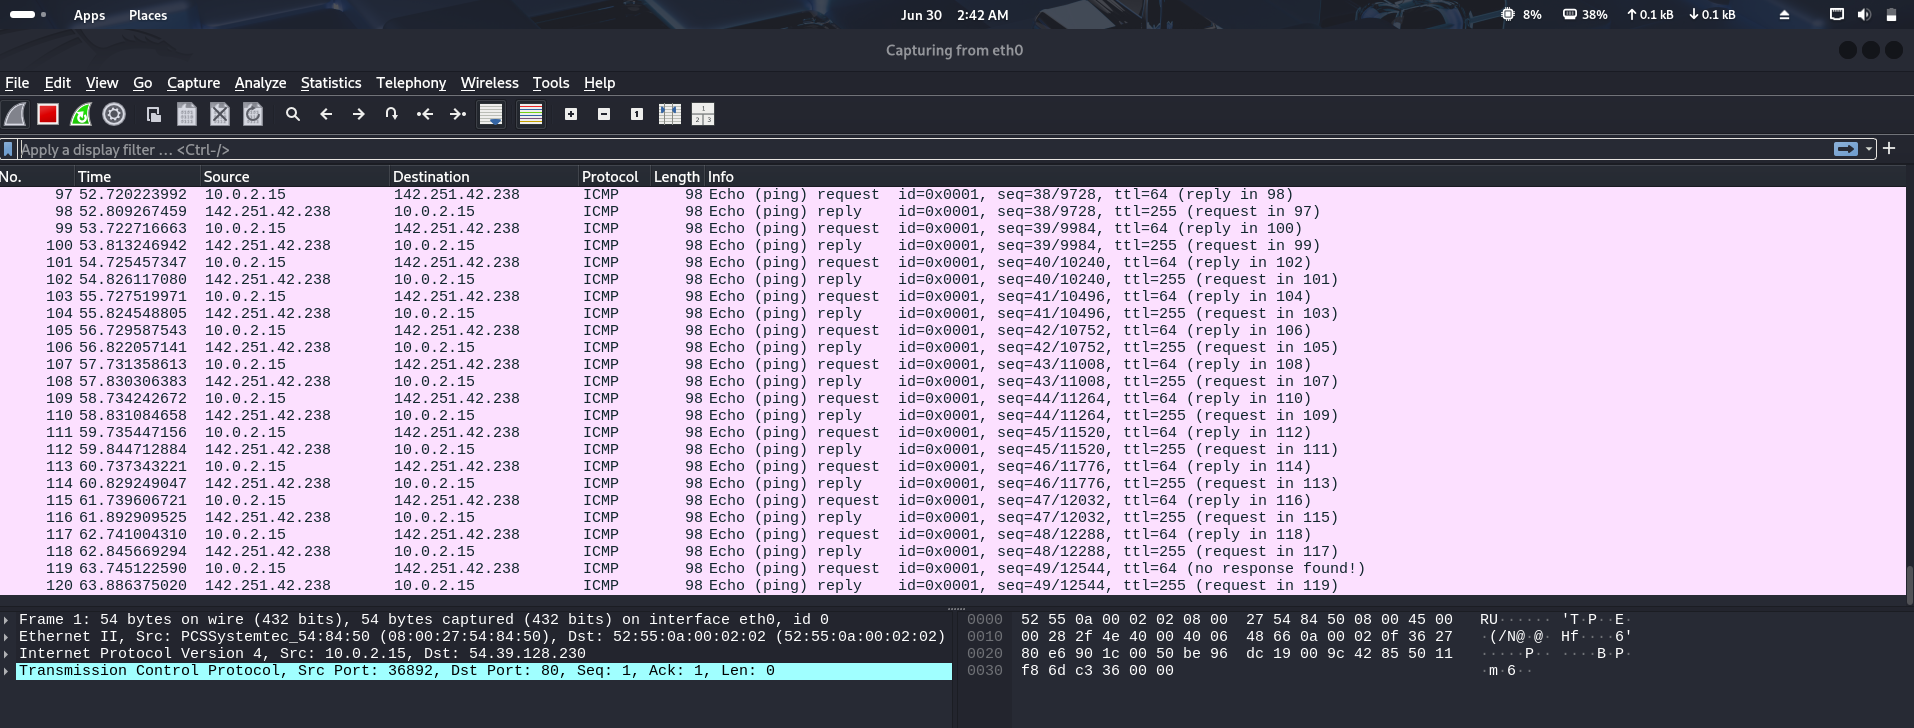 Apps Places Jun 30 2:42 AM 8% 38% 0.1 kB 0.1 kB
Capturing from eth0
File Edit View Go Capture Analyze Statistics Telephony Wireless Tools Help
Apply a display filter … <Ctrl-/>
No. Time Source Destination Protocol Length Info
97 52.720223992 10.0.2.15 142.251.42.238 ICMP 98 Echo (ping) request id=0x0001, seq=38/9728, ttl=64 (reply in 98)
98 52.809267459 142.251.42.238 10.0.2.15 ICMP 98 Echo (ping) reply id=0x0001, seq=38/9728, ttl=255 (request in 97)
99 53.722716663 10.0.2.15 142.251.42.238 ICMP 98 Echo (ping) request id=0x0001, seq=39/9984, ttl=64 (reply in 100)
100 53.813246942 142.251.42.238 10.0.2.15 ICMP 98 Echo (ping) reply id=0x0001, seq=39/9984, ttl=255 (request in 99)
101 54.725457347 10.0.2.15 142.251.42.238 ICMP 98 Echo (ping) request id=0x0001, seq=40/10240, ttl=64 (reply in 102)
102 54.826117080 142.251.42.238 10.0.2.15 ICMP 98 Echo (ping) reply id=0x0001, seq=40/10240, ttl=255 (request in 101)
103 55.727519971 10.0.2.15 142.251.42.238 ICMP 98 Echo (ping) request id=0x0001, seq=41/10496, ttl=64 (reply in 104)
104 55.824548805 142.251.42.238 10.0.2.15 ICMP 98 Echo (ping) reply id=0x0001, seq=41/10496, ttl=255 (request in 103)
105 56.729587543 10.0.2.15 142.251.42.238 ICMP 98 Echo (ping) request id=0x0001, seq=42/10752, ttl=64 (reply in 106)
106 56.822057141 142.251.42.238 10.0.2.15 ICMP 98 Echo (ping) reply id=0x0001, seq=42/10752, ttl=255 (request in 105)
107 57.731358613 10.0.2.15 142.251.42.238 ICMP 98 Echo (ping) request id=0x0001, seq=43/11008, ttl=64 (reply in 108)
108 57.830306383 142.251.42.238 10.0.2.15 ICMP 98 Echo (ping) reply id=0x0001, seq=43/11008, ttl=255 (request in 107)
109 58.734242672 10.0.2.15 142.251.42.238 ICMP 98 Echo (ping) request id=0x0001, seq=44/11264, ttl=64 (reply in 110)
110 58.831084658 142.251.42.238 10.0.2.15 ICMP 98 Echo (ping) reply id=0x0001, seq=44/11264, ttl=255 (request in 109)
111 59.735447156 10.0.2.15 142.251.42.238 ICMP 98 Echo (ping) request id=0x0001, seq=45/11520, ttl=64 (reply in 112)
112 59.844712884 142.251.42.238 10.0.2.15 ICMP 98 Echo (ping) reply id=0x0001, seq=45/11520, ttl=255 (request in 111)
113 60.737343221 10.0.2.15 142.251.42.238 ICMP 98 Echo (ping) request id=0x0001, seq=46/11776, ttl=64 (reply in 114)
114 60.829249047 142.251.42.238 10.0.2.15 ICMP 98 Echo (ping) reply id=0x0001, seq=46/11776, ttl=255 (request in 113)
115 61.739606721 10.0.2.15 142.251.42.238 ICMP 98 Echo (ping) request id=0x0001, seq=47/12032, ttl=64 (reply in 116)
116 61.892909525 142.251.42.238 10.0.2.15 ICMP 98 Echo (ping) reply id=0x0001, seq=47/12032, ttl=255 (request in 115)
117 62.741004310 10.0.2.15 142.251.42.238 ICMP 98 Echo (ping) request id=0x0001, seq=48/12288, ttl=64 (reply in 118)
118 62.845669294 142.251.42.238 10.0.2.15 ICMP 98 Echo (ping) reply id=0x0001, seq=48/12288, ttl=255 (request in 117)
119 63.745122590 10.0.2.15 142.251.42.238 ICMP 98 Echo (ping) request id=0x0001, seq=49/12544, ttl=64 (no response found!)
120 63.886375020 142.251.42.238 10.0.2.15 ICMP 98 Echo (ping) reply id=0x0001, seq=49/12544, ttl=255 (request in 119)
Frame 1: 54 bytes on wire (432 bits), 54 bytes captured (432 bits) on interface eth0, id 0
Ethernet II, Src: PCSSystemtec_54:84:50 (08:00:27:54:84:50), Dst: 52:55:0a:00:02:02 (52:55:0a:00:02:02)
Internet Protocol Version 4, Src: 10.0.2.15, Dst: 54.39.128.230
Transmission Control Protocol, Src Port: 36892, Dst Port: 80, Seq: 1, Ack: 1, Len: 0
0000 52 55 0a 00 02 02 08 00 27 54 84 50 08 00 45 00 RU······ 'T·P··E·
0010 00 28 2f 4e 40 00 40 06 48 66 0a 00 02 0f 36 27 ·(/N@·@· Hf····6'
0020 80 e6 90 1c 00 50 be 96 dc 19 00 9c 42 85 50 11 ·····P·· ····B·P·
0030 f8 6d c3 36 00 00 ·m·6··